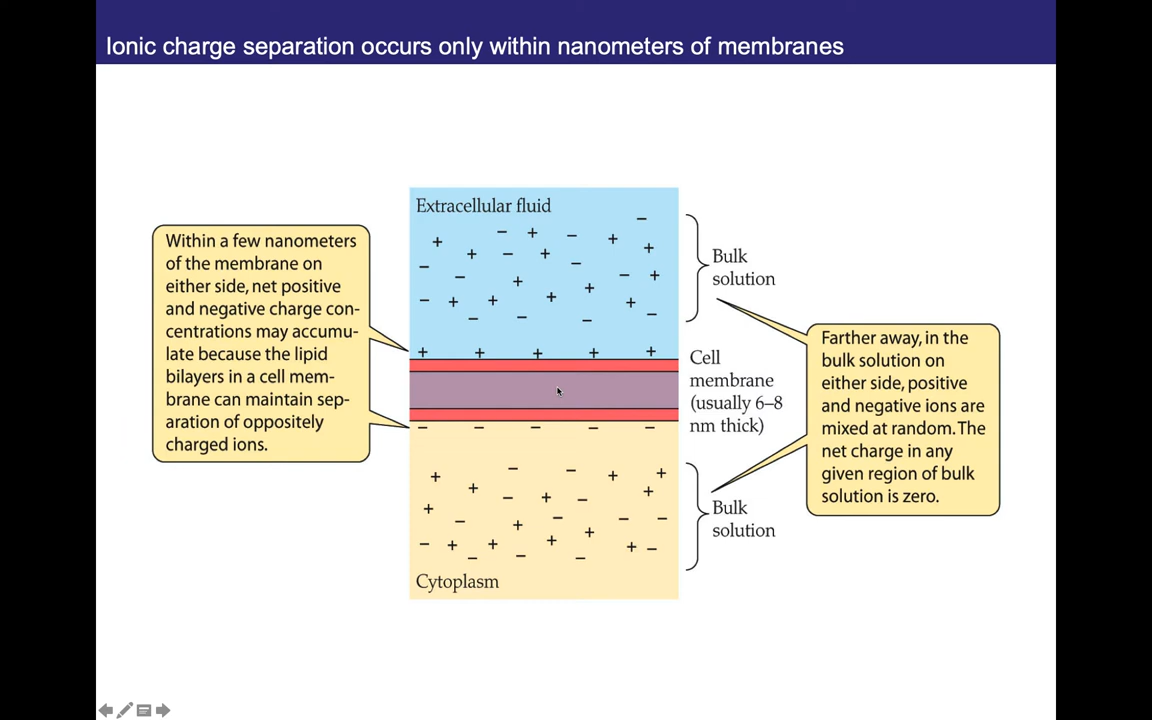 Ionic charge separation occurs only within nanometers of membranes
Extracellular fluid
Within a few nanometers
of the membrane on
either side, net positive
and negative charge con-
centrations may accumu-
late because the lipid
bilayers in a cell mem-
brane can maintain sep-
aration of oppositely
charged ions.
Bulk
solution
Cell
membrane
(usually 6–8
nm thick)
Farther away, in the
bulk solution on
either side, positive
and negative ions are
mixed at random. The
net charge in any
given region of bulk
solution is zero.
Bulk
solution
Cytoplasm